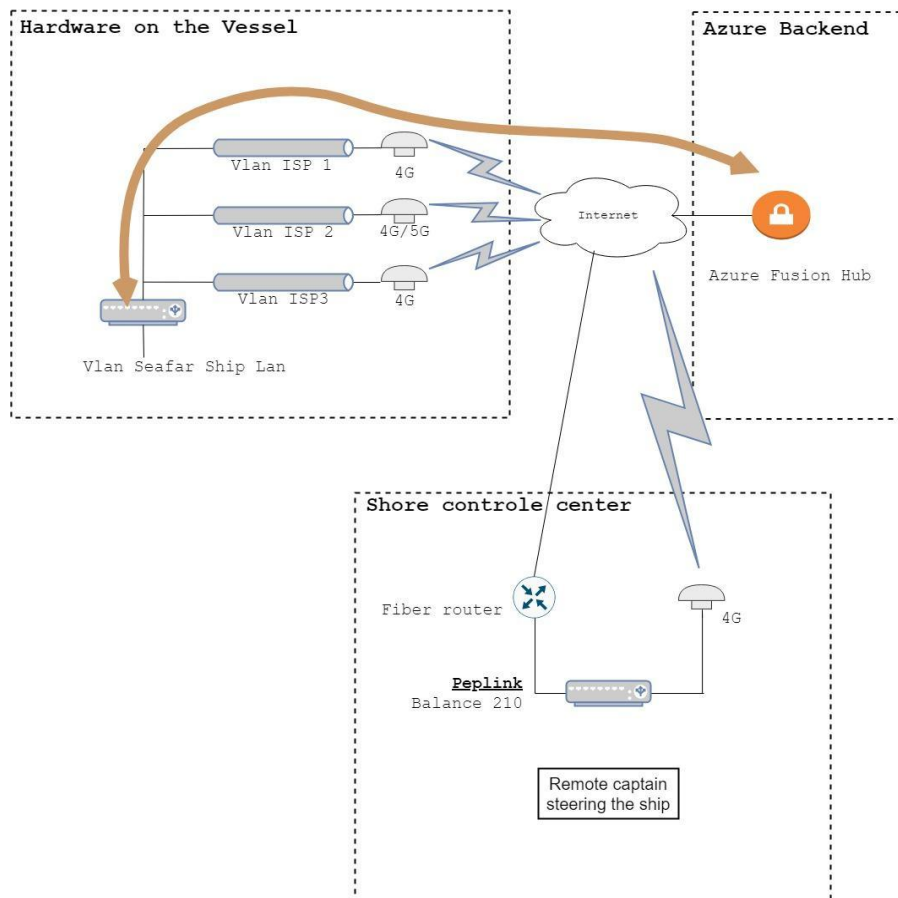 Hardware on the Vessel
Azure Backend
Vlan ISP 1
4G
Vlan ISP 2
4G/5G
Internet
Vlan ISP3
4G
Azure Fusion Hub
Vlan Seafar Ship Lan
Shore controle center
Fiber router
4G
Peplink
Balance 210
Remote captain
steering the ship